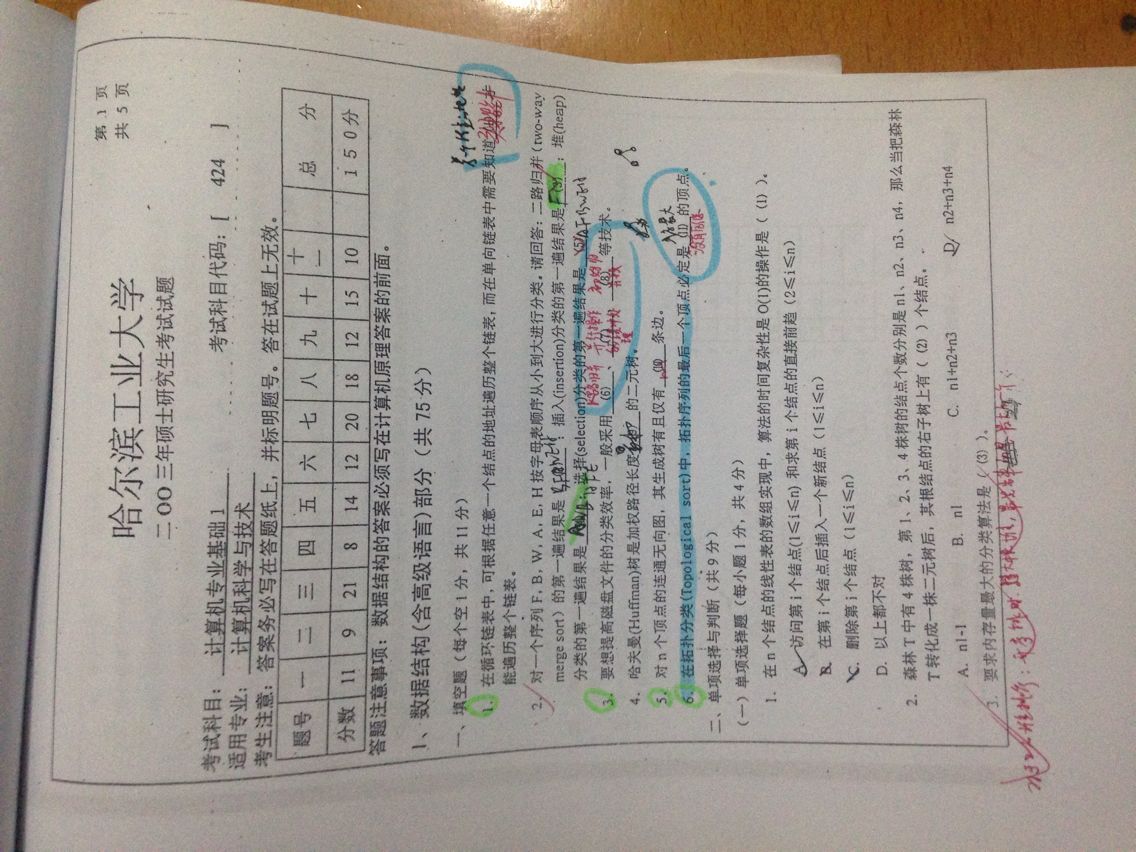 第 1 页
共 5 页
哈尔滨工业大学
二OO三年硕士研究生考试试题
考试科目: 计算机专业基础1 考试科目代码: [ 424 ]
适用专业: 计算机科学与技术
考生注意: 答案务必写在答题纸上, 并标明题号。答在试题上无效。
题号 一 二 三 四 五 六 七 八 九 十 十一 总 分
分数 11 9 21 8 14 12 20 18 12 15 10 150分
答题注意事项: 数据结构的答案必须写在计算机原理答案的前面。
1、数据结构(含高级语言)部分 (共75分)
一、填空题 (每个空1分, 共11分)
1. 在循环链表中, 可根据任意一个结点的地址遍历整个链表, 而在单向链表中需要知道
能遍历整个链表。
2. 对一个序列 F, B, W, A, E, H 按字母表顺序从小到大进行分类。请回答: 二路归并 (two-way
merge sort) 的第一遍结果是 ; 插入(insertion)分类的第一遍结果是 (3) ; 堆(heap)
分类的第一遍结果是 ; 选择(selection)分类的第一遍结果是 (5)
3. 要想提高磁盘文件的分类效率, 一般采用 (6) 、 (7) 、 (8) 等技术。
4. 哈夫曼(Huffman)树是加权路径长度 的二元树。
5. 对n个顶点的连通无向图, 其生成树有且仅有 (10) 条边。
6. 在拓扑分类(Topological sort)中, 拓扑序列的最后一个顶点必定是 (11) 的顶点。
二、单项选择与判断 (共9分)
(一) 单项选择题 (每小题1分, 共4分)
1. 在n个结点的线性表的数组实现中, 算法的时间复杂性是O(1)的操作是 ( (1) )。
A. 访问第i个结点(1≤i≤n) 和求第i个结点的直接前趋 (2≤i≤n)
B. 在第i个结点后插入一个新结点 (1≤i≤n)
C. 删除第i个结点 (1≤i≤n)
D. 以上都不对
2. 森林T中有4株树, 第1、2、3、4株树的结点个数分别是n1、n2、n3、n4, 那么当把森林
T转化成一株二元树后, 其根结点的右子树上有 ( (2) ) 个结点。
A. n1-1 B. n1 C. n1+n2+n3 D. n2+n3+n4
3. 要求内存量最大的分类算法是 ( (3) )。